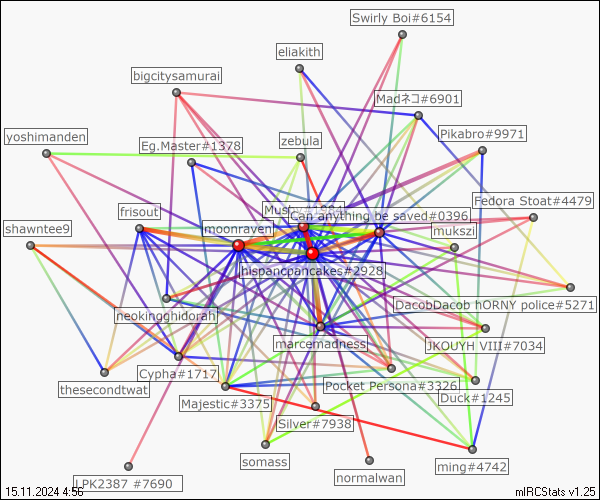 Swirly Boi#6154
eliakith
bigcitysamurai
Madネコ#6901
Pikabro#9971
yoshimanden
Eg.Master#1378
zebula
Fedora Stoat#4479
frisout
Can anything be saved#0396
moonraven
shawntee9
mukszi
hispancpancakes#2928
DacobDacob hORNY police#5271
neokingghidorah
marcemadness
JKOUYH VIII#7034
Cypha#1717
thesecondtwat
Pocket Persona#3326
Duck#1245
Majestic#3375
Silver#7938
somass
ming#4742
normalwan
LPK2387 #7690
15.11.2024 4:56
mIRCStats v1.25